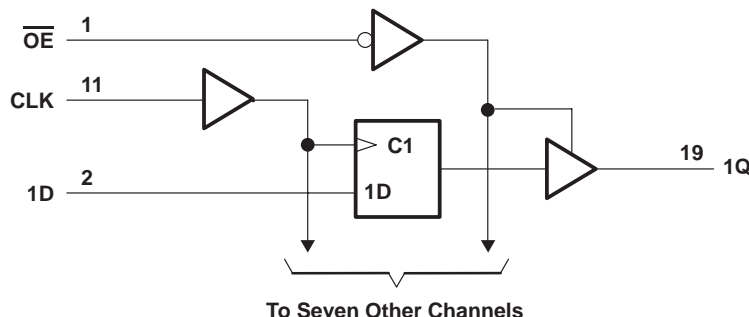 OE 1
CLK 11
C1
19 1Q
1D 2
1D
To Seven Other Channels